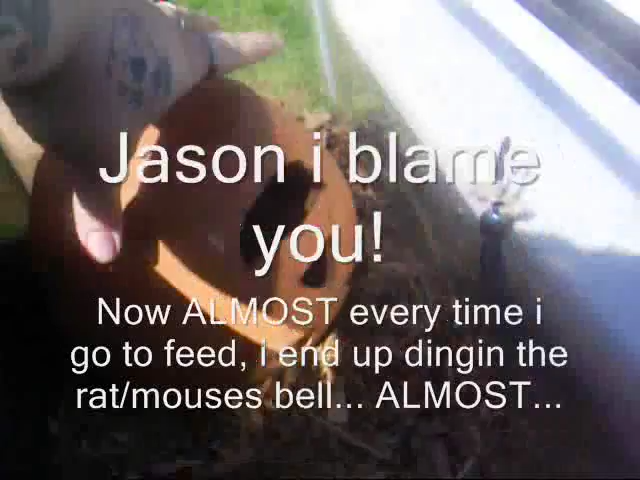 Jason i blame
you!
Now ALMOST every time i
go to feed, i end up dingin the
rat/mouses bell... ALMOST...